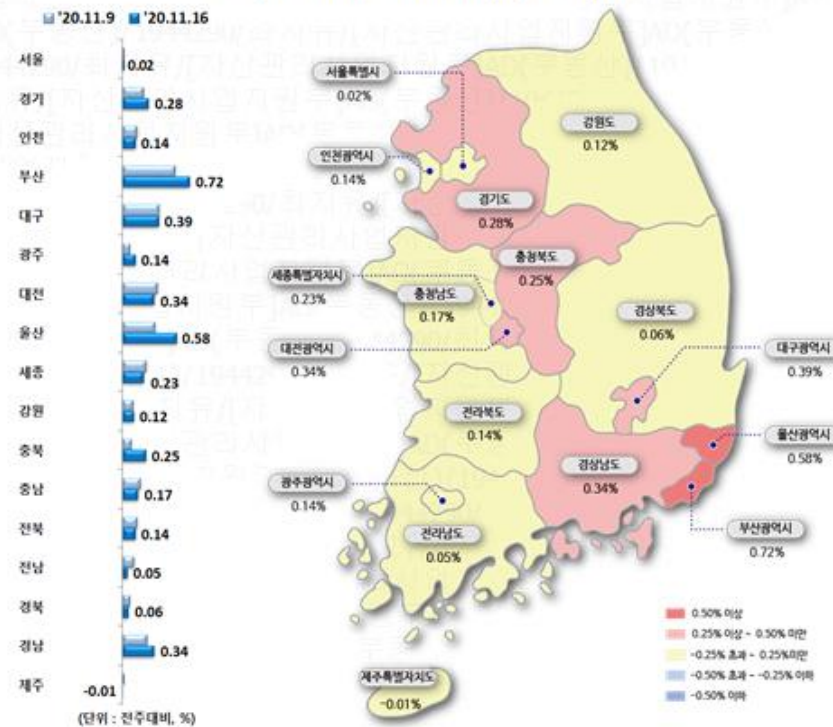 '20.11.9 '20.11.16
서울 0.02
경기 0.28
인천 0.14
부산 0.72
대구 0.39
광주 0.14
대전 0.34
울산 0.58
세종 0.23
강원 0.12
충북 0.25
충남 0.17
전북 0.14
전남 0.05
경북 0.06
경남 0.34
제주 -0.01
(단위 : 전주대비, %)
서울특별시
0.02%
강원도
0.12%
인천광역시
0.14%
경기도
0.28%
충청북도
0.25%
세종특별자치시
0.23%
충청남도
0.17%
경상북도
0.06%
대전광역시
0.34%
대구광역시
0.39%
전라북도
0.14%
울산광역시
0.58%
경상남도
0.34%
광주광역시
0.14%
전라남도
0.05%
부산광역시
0.72%
제주특별자치도
-0.01%
0.50% 이상
0.25% 이상 ~ 0.50% 미만
-0.25% 초과 ~ 0.25%미만
-0.50% 초과 ~ -0.25% 이하
-0.50% 이하